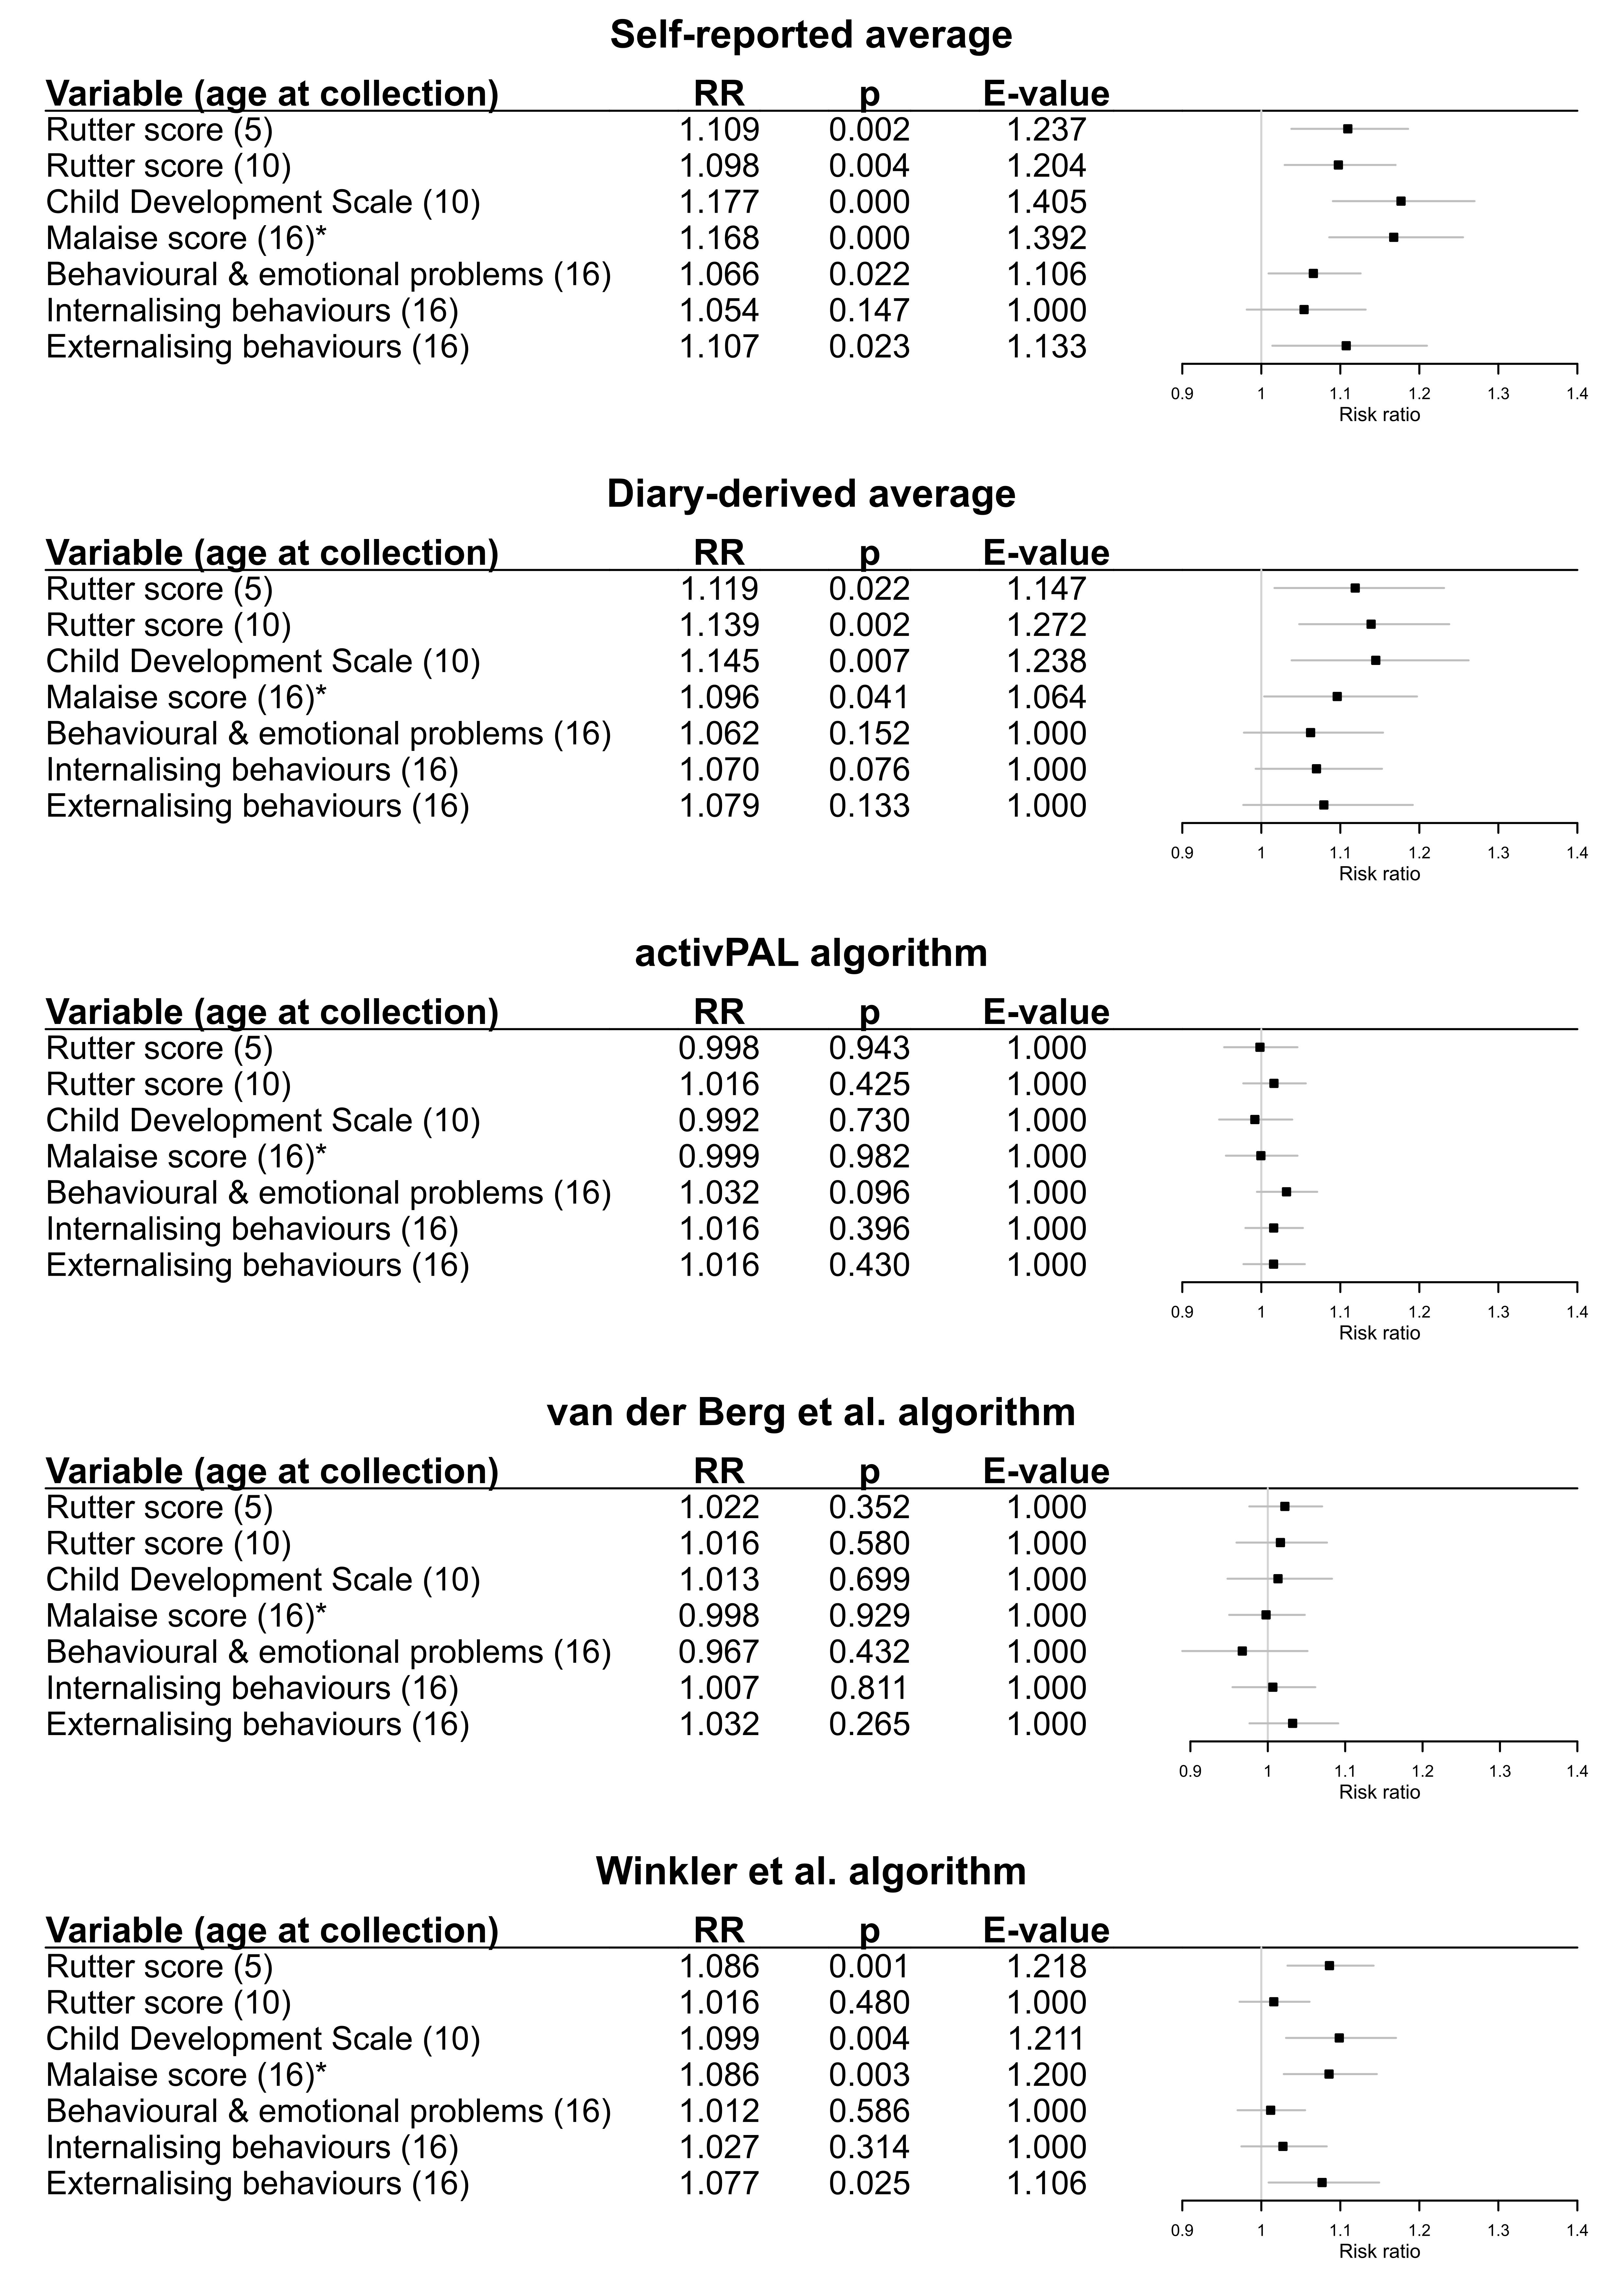 Self-reported average
Variable (age at collection) RR p E-value
Rutter score (5) 1.109 0.002 1.237
Rutter score (10) 1.098 0.004 1.204
Child Development Scale (10) 1.177 0.000 1.405
Malaise score (16)* 1.168 0.000 1.392
Behavioural & emotional problems (16) 1.066 0.022 1.106
Internalising behaviours (16) 1.054 0.147 1.000
Externalising behaviours (16) 1.107 0.023 1.133
0.9 1 1.1 1.2 1.3 1.4
Risk ratio
Diary-derived average
Variable (age at collection) RR p E-value
Rutter score (5) 1.119 0.022 1.147
Rutter score (10) 1.139 0.002 1.272
Child Development Scale (10) 1.145 0.007 1.238
Malaise score (16)* 1.096 0.041 1.064
Behavioural & emotional problems (16) 1.062 0.152 1.000
Internalising behaviours (16) 1.070 0.076 1.000
Externalising behaviours (16) 1.079 0.133 1.000
0.9 1 1.1 1.2 1.3 1.4
Risk ratio
activPAL algorithm
Variable (age at collection) RR p E-value
Rutter score (5) 0.998 0.943 1.000
Rutter score (10) 1.016 0.425 1.000
Child Development Scale (10) 0.992 0.730 1.000
Malaise score (16)* 0.999 0.982 1.000
Behavioural & emotional problems (16) 1.032 0.096 1.000
Internalising behaviours (16) 1.016 0.396 1.000
Externalising behaviours (16) 1.016 0.430 1.000
0.9 1 1.1 1.2 1.3 1.4
Risk ratio
van der Berg et al. algorithm
Variable (age at collection) RR p E-value
Rutter score (5) 1.022 0.352 1.000
Rutter score (10) 1.016 0.580 1.000
Child Development Scale (10) 1.013 0.699 1.000
Malaise score (16)* 0.998 0.929 1.000
Behavioural & emotional problems (16) 0.967 0.432 1.000
Internalising behaviours (16) 1.007 0.811 1.000
Externalising behaviours (16) 1.032 0.265 1.000
0.9 1 1.1 1.2 1.3 1.4
Risk ratio
Winkler et al. algorithm
Variable (age at collection) RR p E-value
Rutter score (5) 1.086 0.001 1.218
Rutter score (10) 1.016 0.480 1.000
Child Development Scale (10) 1.099 0.004 1.211
Malaise score (16)* 1.086 0.003 1.200
Behavioural & emotional problems (16) 1.012 0.586 1.000
Internalising behaviours (16) 1.027 0.314 1.000
Externalising behaviours (16) 1.077 0.025 1.106
0.9 1 1.1 1.2 1.3 1.4
Risk ratio